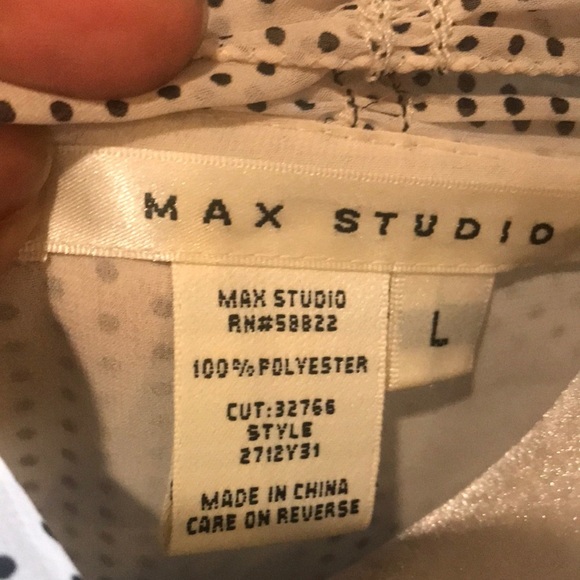 MAX STUDIO
MAX STUDIO
RN#58822
100% POLYESTER
CUT:32766
STYLE
2712Y31
MADE IN CHINA
CARE ON REVERSE
L